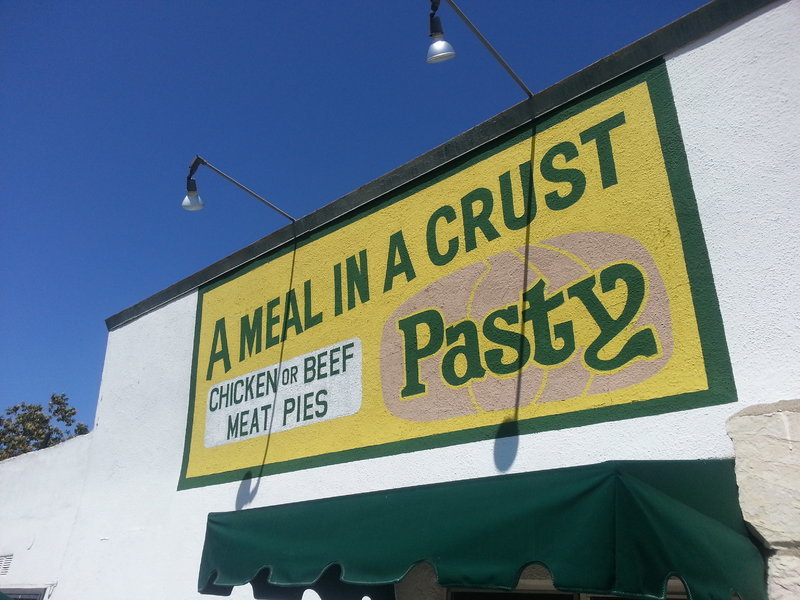 A MEAL IN A CRUST
CHICKEN OR BEEF
MEAT PIES
Pasty